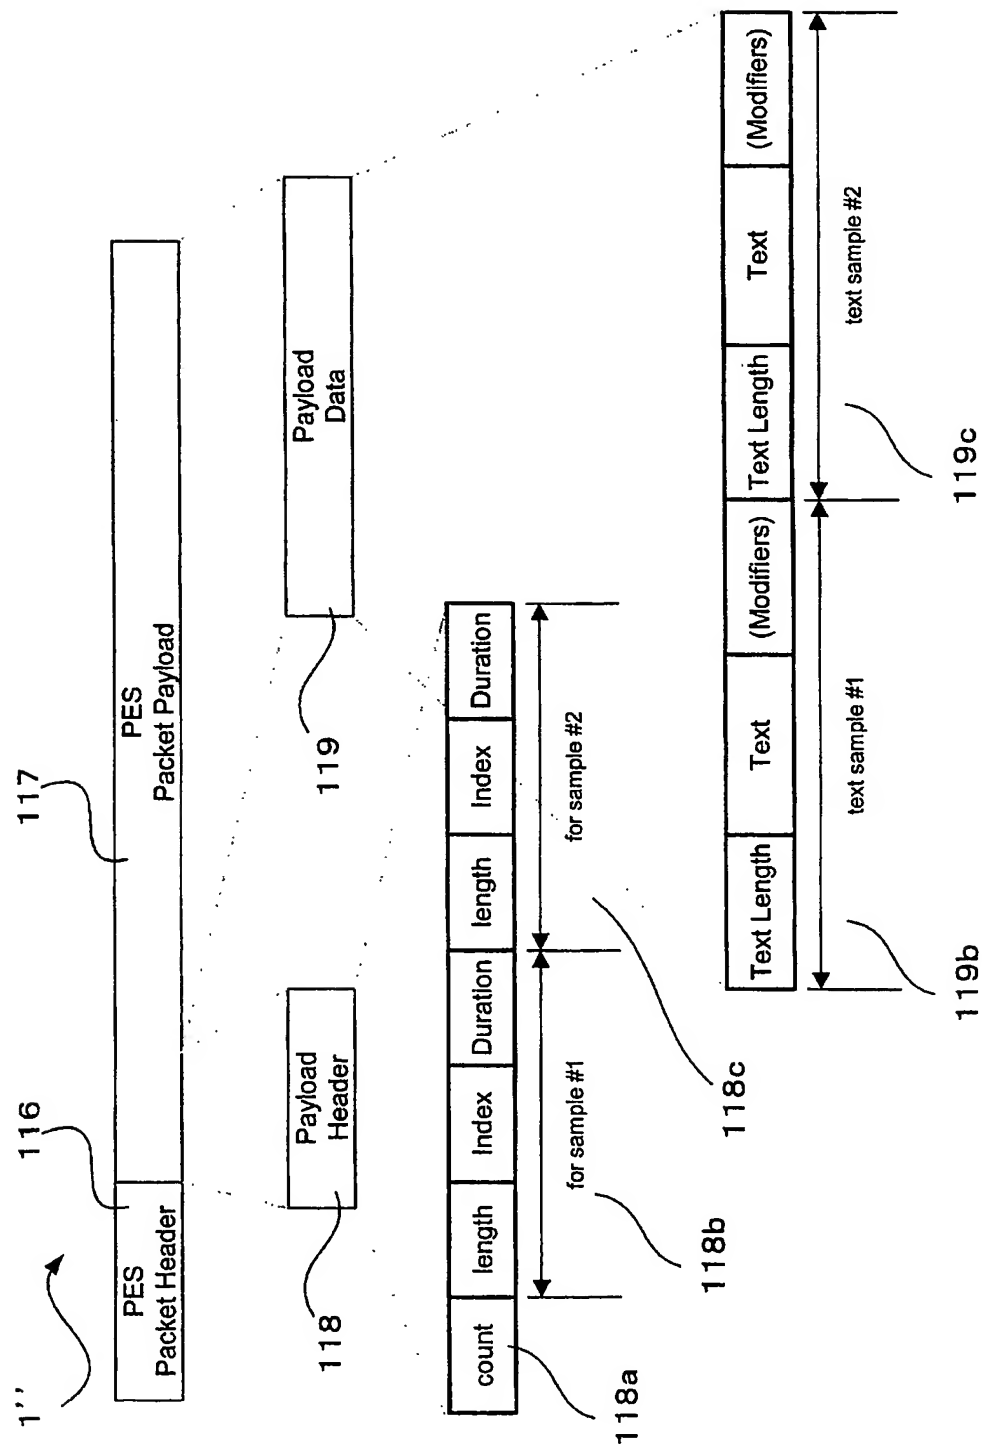 1''
116
117
PES
Packet Header
PES
Packet Payload
118
Payload
Header
119
Payload
Data
count
length
Index
Duration
length
Index
Duration
for sample #1
for sample #2
118a
118b
118c
Text Length
Text
(Modifiers)
Text Length
Text
(Modifiers)
text sample #1
text sample #2
119b
119c